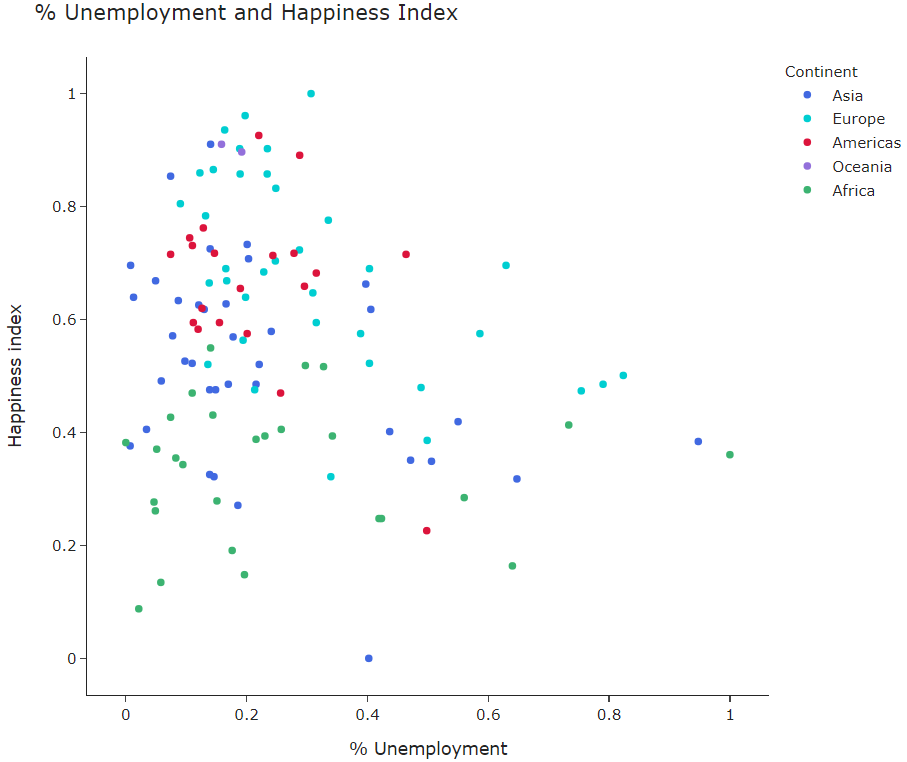 % Unemployment and Happiness Index
Continent
Asia
Europe
Americas
Oceania
Africa
Happiness index
1
0.8
0.6
0.4
0.2
0
0
0.2
0.4
0.6
0.8
1
% Unemployment